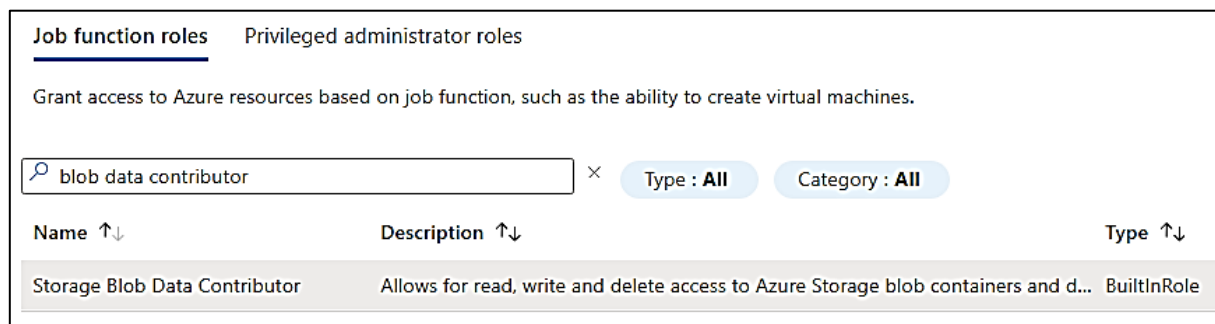 Job function roles Privileged administrator roles
Grant access to Azure resources based on job function, such as the ability to create virtual machines.
blob data contributor × Type : All Category : All
Name ↑↓ Description ↑↓ Type ↑↓
Storage Blob Data Contributor Allows for read, write and delete access to Azure Storage blob containers and d... BuiltInRole